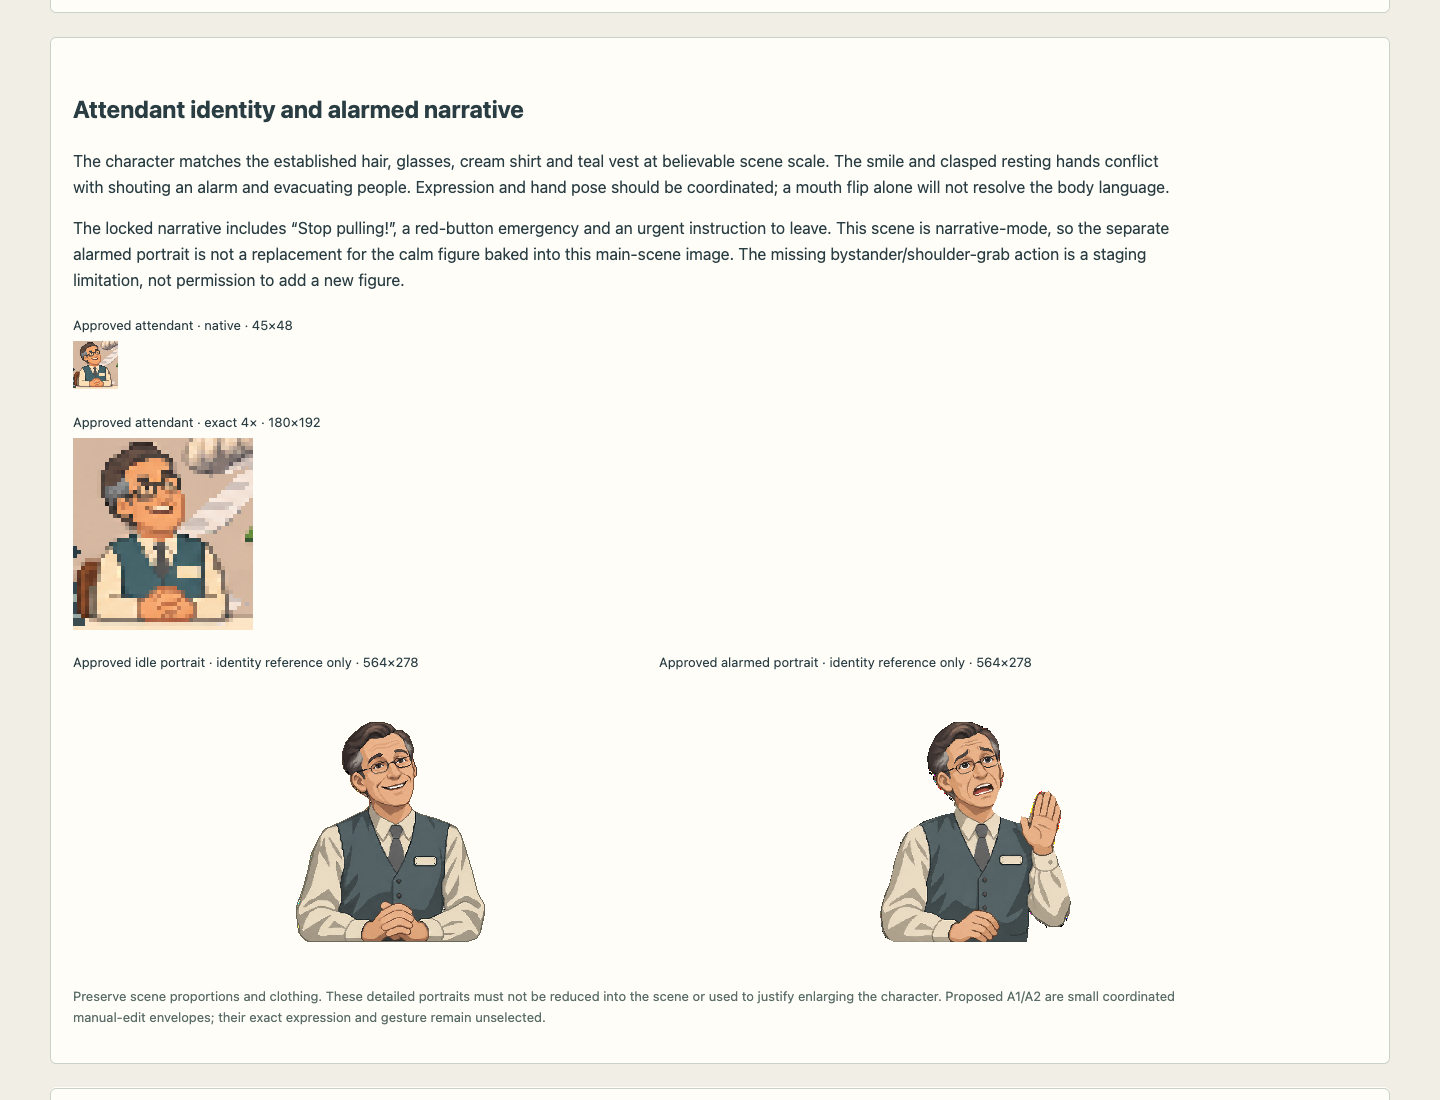 Attendant identity and alarmed narrative
The character matches the established hair, glasses, cream shirt and teal vest at believable scene scale. The smile and clasped resting hands conflict
with shouting an alarm and evacuating people. Expression and hand pose should be coordinated; a mouth flip alone will not resolve the body language.
The locked narrative includes “Stop pulling!”, a red-button emergency and an urgent instruction to leave. This scene is narrative-mode, so the separate
alarmed portrait is not a replacement for the calm figure baked into this main-scene image. The missing bystander/shoulder-grab action is a staging
limitation, not permission to add a new figure.
Approved attendant · native · 45×48
Approved attendant · exact 4× · 180×192
Approved idle portrait · identity reference only · 564×278
Approved alarmed portrait · identity reference only · 564×278
Preserve scene proportions and clothing. These detailed portraits must not be reduced into the scene or used to justify enlarging the character. Proposed A1/A2 are small coordinated
manual-edit envelopes; their exact expression and gesture remain unselected.